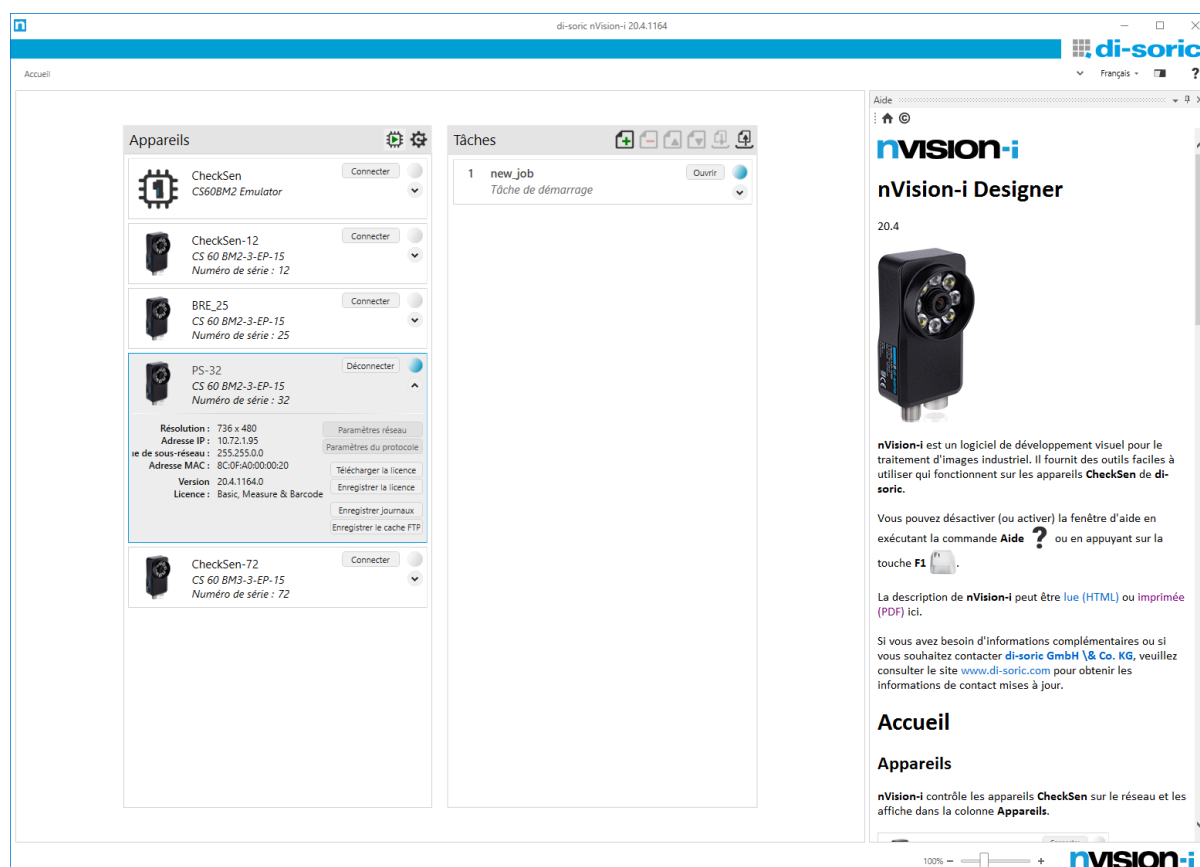 di-soric nVision-i 20.4.1164
di-soric
Accueil
Français
?
Appareils
CheckSen
CS60BM2 Emulator
Connecter
CheckSen-12
CS 60 BM2-3-EP-15
Numéro de série : 12
Connecter
BRE_25
CS 60 BM2-3-EP-15
Numéro de série : 25
Connecter
PS-32
CS 60 BM2-3-EP-15
Numéro de série : 32
Déconnecter
Résolution : 736 x 480
Adresse IP : 10.72.1.95
ıe de sous-réseau : 255.255.0.0
Adresse MAC : 8C:0F:A0:00:00:20
Version 20.4.1164.0
Licence : Basic, Measure & Barcode
Paramètres réseau
Paramètres du protocole
Télécharger la licence
Enregistrer la licence
Enregistrer journaux
Enregistrer le cache FTP
CheckSen-72
CS 60 BM3-3-EP-15
Numéro de série : 72
Connecter
Tâches
1 new_job
Tâche de démarrage
Ouvrir
Aide
nvision-i
nVision-i Designer
20.4
nVision-i est un logiciel de développement visuel pour le
traitement d'images industriel. Il fournit des outils faciles à
utiliser qui fonctionnent sur les appareils CheckSen de di-
soric.
Vous pouvez désactiver (ou activer) la fenêtre d'aide en
exécutant la commande Aide ? ou en appuyant sur la
touche F1 .
La description de nVision-i peut être lue (HTML) ou imprimée
(PDF) ici.
Si vous avez besoin d'informations complémentaires ou si
vous souhaitez contacter di-soric GmbH \& Co. KG, veuillez
consulter le site www.di-soric.com pour obtenir les
informations de contact mises à jour.
Accueil
Appareils
nVision-i contrôle les appareils CheckSen sur le réseau et les
affiche dans la colonne Appareils.
100%
nvision-i